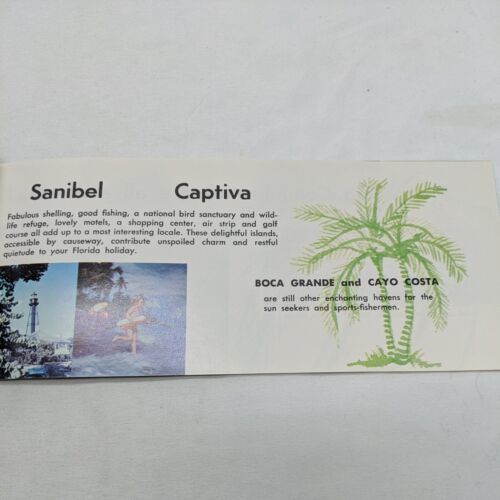 Sanibel Captiva
Fabulous shelling, good fishing, a national bird sanctuary and wild-
life refuge, lovely motels, a shopping center, air strip and golf
course all add up to a most interesting locale. These delightful islands,
accessible by causeway, contribute unspoiled charm and restful
quietude to your Florida holiday.
BOCA GRANDE and CAYO COSTA
are still other enchanting havens for the
sun seekers and sports-fishermen.